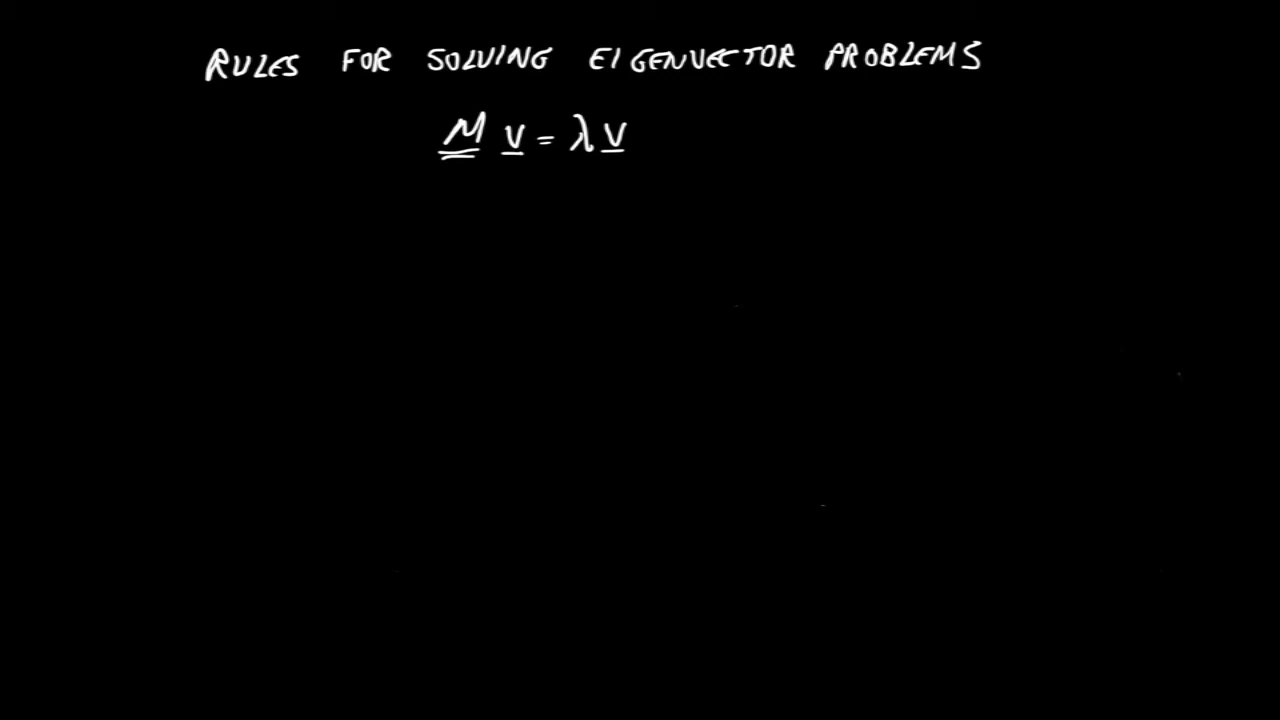 RULES FOR SOLVING EIGENVECTOR PROBLEMS
M v = λ v